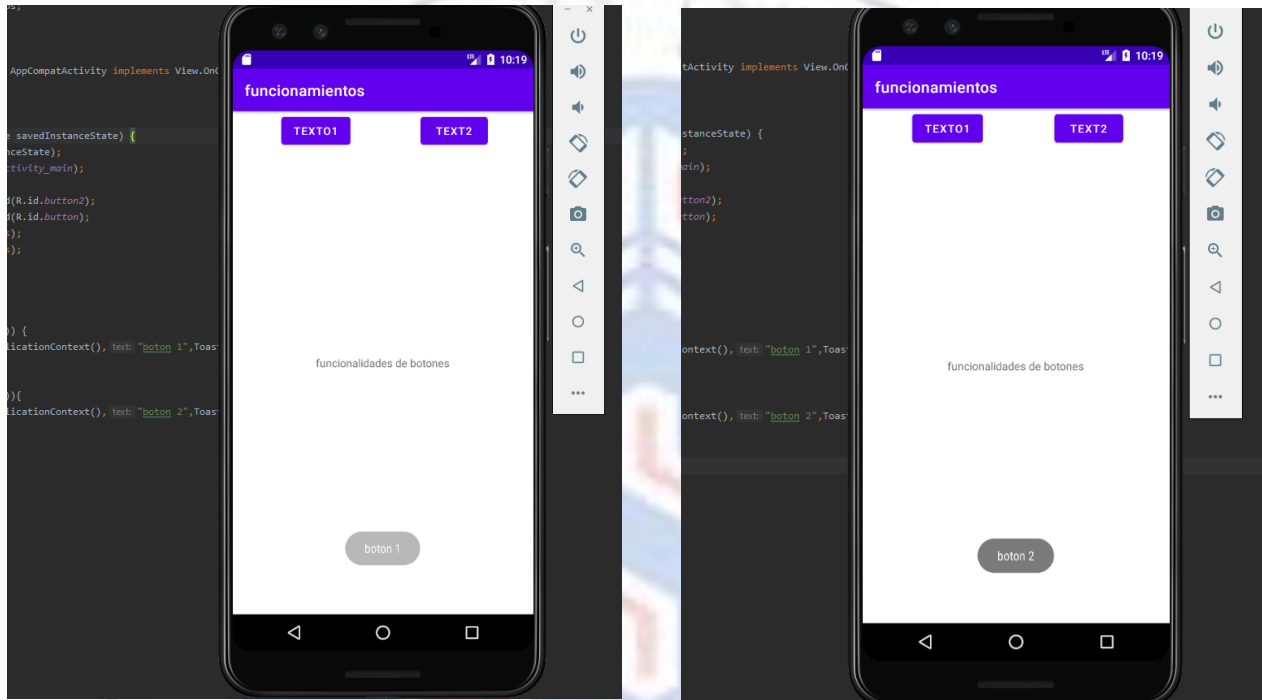 os;
AppCompatActivity implements View.OnC
e savedInstanceState) {
nceState);
ctivity_main);
d(R.id.button2);
d(R.id.button);
s);
s);
)) {
licationContext(), text: "boton 1",Toas
)){
licationContext(), text: "boton 2",Toas
LTE 10:19
funcionamientos
TEXTO1 TEXT2
funcionalidades de botones
boton 1
tActivity implements View.OnC
nstanceState) {
;
ain);
tton2);
tton);
ontext(), text: "boton 1",Toas
ontext(), text: "boton 2",Toas
LTE 10:19
funcionamientos
TEXTO1 TEXT2
funcionalidades de botones
boton 2